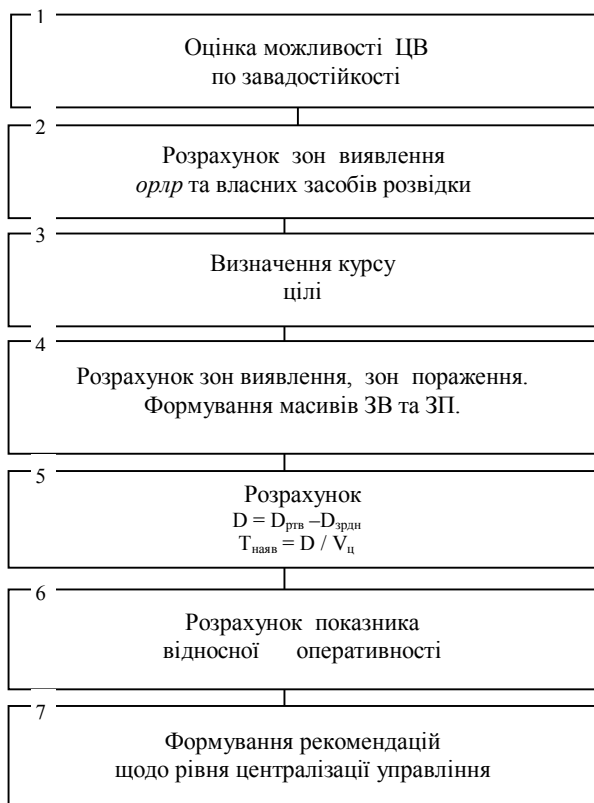 1
Оцінка можливості ЦВ
по завадостійкості
2
Розрахунок зон виявлення
орлр та власних засобів розвідки
3
Визначення курсу
цілі
4
Розрахунок зон виявлення, зон пораження.
Формування масивів ЗВ та ЗП.
5
Розрахунок
D = Dртв –Dзрдн
Tнаяв = D / Vц
6
Розрахунок показника
відносної оперативності
7
Формування рекомендацій
щодо рівня централізації управління